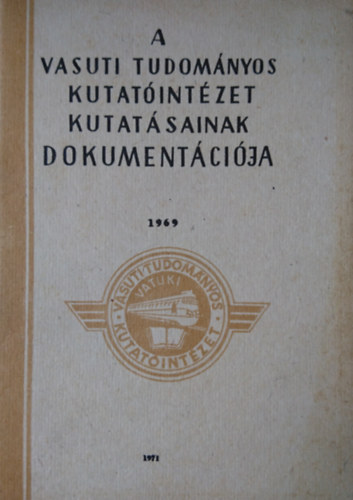 A
VASUTI TUDOMÁNYOS
KUTATÓINTÉZET
KUTATÁSAINAK
DOKUMENTÁCIÓJA
1969
VASUTI TUDOMÁNYOS
VATUKI
KUTATÓINTÉZET
1971